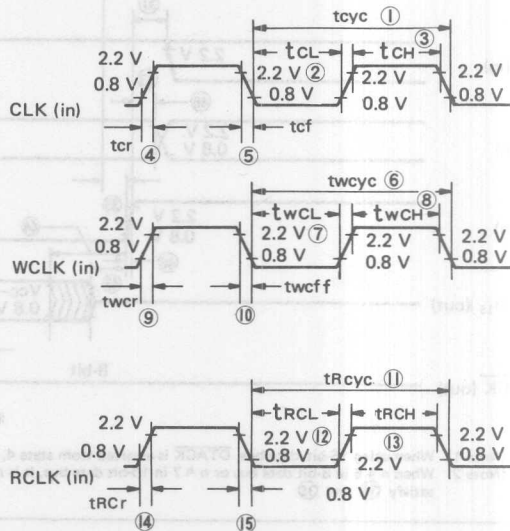 tcyc ①
tCL
tCH ③
2.2 V
2.2 V ②
2.2 V
2.2 V
0.8 V
0.8 V
0.8 V
0.8 V
CLK (in)
tcr
tcf
④
⑤
twcyc ⑥
twCL
twCH ⑧
2.2 V
2.2 V ⑦
2.2 V
2.2 V
0.8 V
0.8 V
0.8 V
0.8 V
WCLK (in)
twcr
twcff
⑨
⑩
tRcyc ⑪
tRCL
tRCH
2.2 V
2.2 V ⑫
⑬
2.2 V
0.8 V
0.8 V
2.2 V
0.8 V
RCLK (in)
0.8 V
tRCr
⑭
⑮